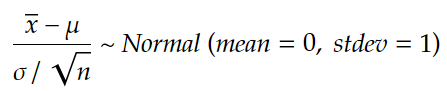 (x̅ − μ) / (σ / √n) ~ Normal (mean = 0, stdev = 1)